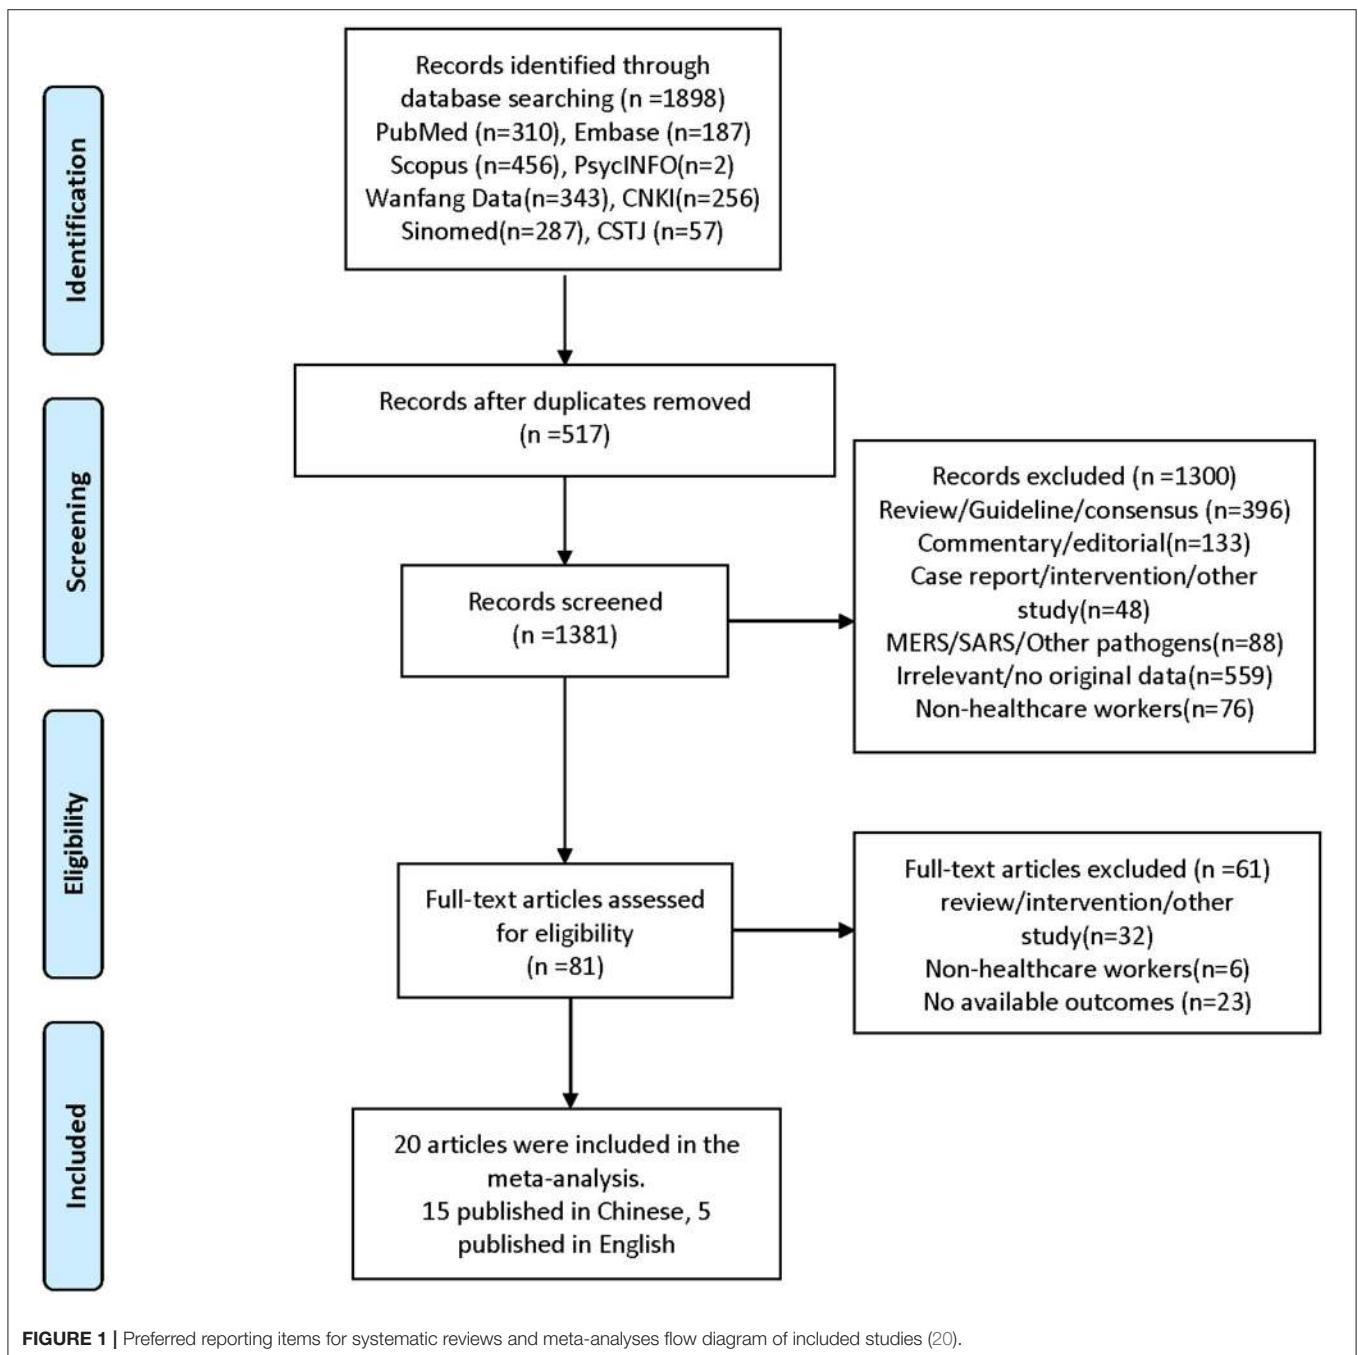 Identification
Records identified through
database searching (n =1898)
PubMed (n=310), Embase (n=187)
Scopus (n=456), PsycINFO(n=2)
Wanfang Data(n=343), CNKI(n=256)
Sinomed(n=287), CSTJ (n=57)
Screening
Records after duplicates removed
(n =517)
Records screened
(n =1381)
Records excluded (n =1300)
Review/Guideline/consensus (n=396)
Commentary/editorial(n=133)
Case report/intervention/other
study(n=48)
MERS/SARS/Other pathogens(n=88)
Irrelevant/no original data(n=559)
Non-healthcare workers(n=76)
Eligibility
Full-text articles assessed
for eligibility
(n =81)
Full-text articles excluded (n =61)
review/intervention/other
study(n=32)
Non-healthcare workers(n=6)
No available outcomes (n=23)
Included
20 articles were included in the
meta-analysis.
15 published in Chinese, 5
published in English
FIGURE 1 | Preferred reporting items for systematic reviews and meta-analyses flow diagram of included studies (20).